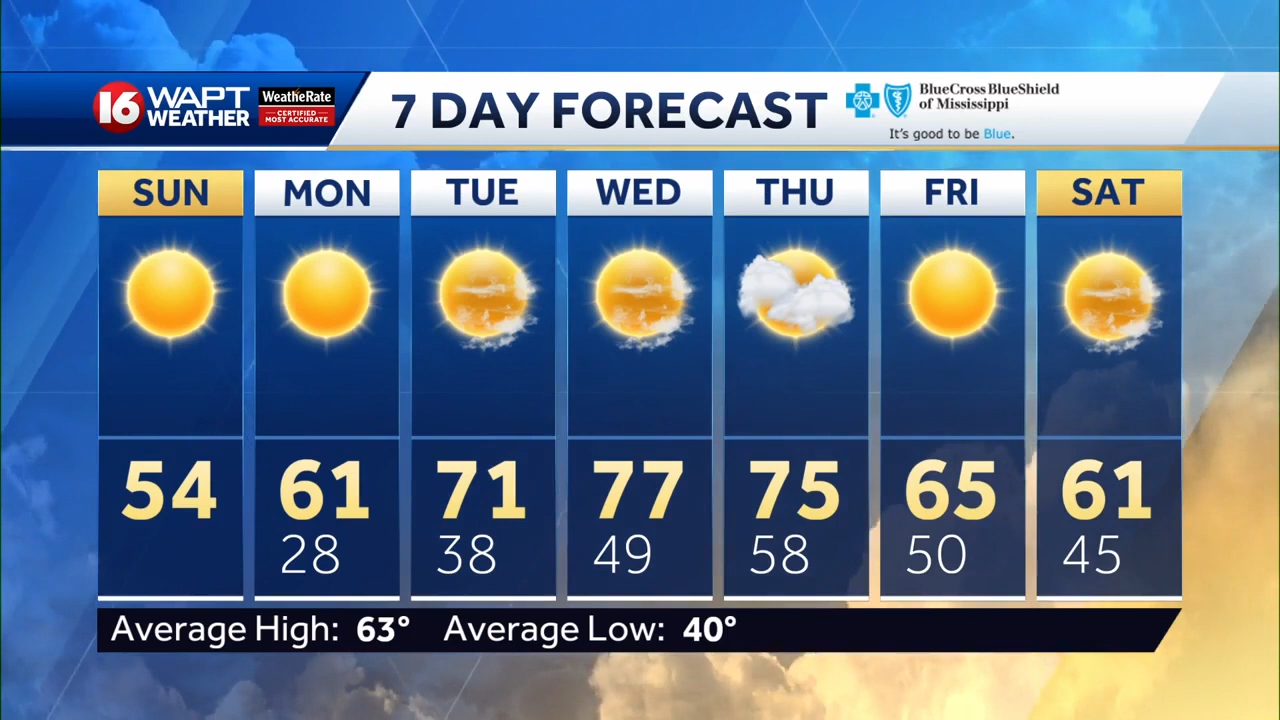 16 WAPT WEATHER
WeatheRate
CERTIFIED
MOST ACCURATE
7 DAY FORECAST
BlueCross BlueShield
of Mississippi
It's good to be Blue.
SUN MON TUE WED THU FRI SAT
54 61 71 77 75 65 61
28 38 49 58 50 45
Average High: 63° Average Low: 40°